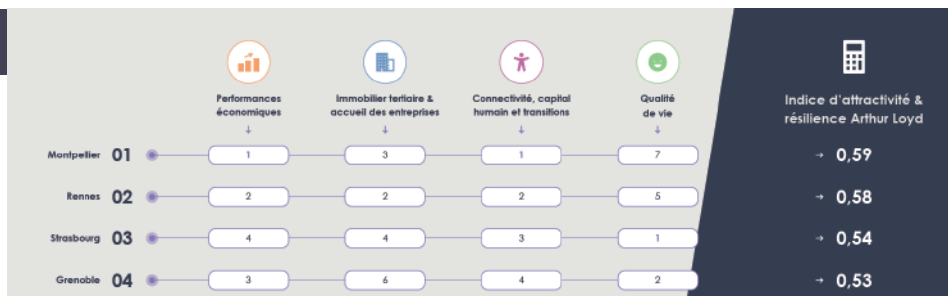 Performances
économiques
↓
Immobilier tertiaire &
accueil des entreprises
↓
Connectivité, capital
humain et transitions
↓
Qualité
de vie
↓
Indice d'attractivité &
résilience Arthur Loyd
Montpellier 01 1 3 1 7 → 0,59
Rennes 02 2 2 2 5 → 0,58
Strasbourg 03 4 4 3 1 → 0,54
Grenoble 04 3 6 4 2 → 0,53